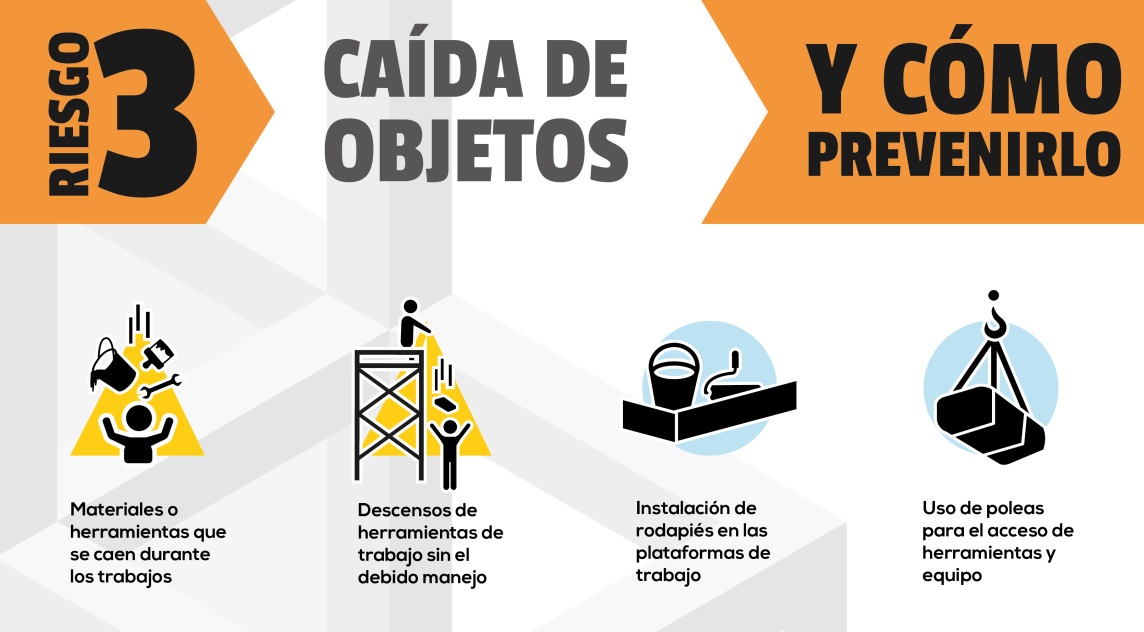 RIESGO
3
CAÍDA DE
OBJETOS
Y CÓMO
PREVENIRLO
Materiales o
herramientas que
se caen durante
los trabajos
Descensos de
herramientas de
trabajo sin el
debido manejo
Instalación de
rodapiés en las
plataformas de
trabajo
Uso de poleas
para el acceso de
herramientas y
equipo